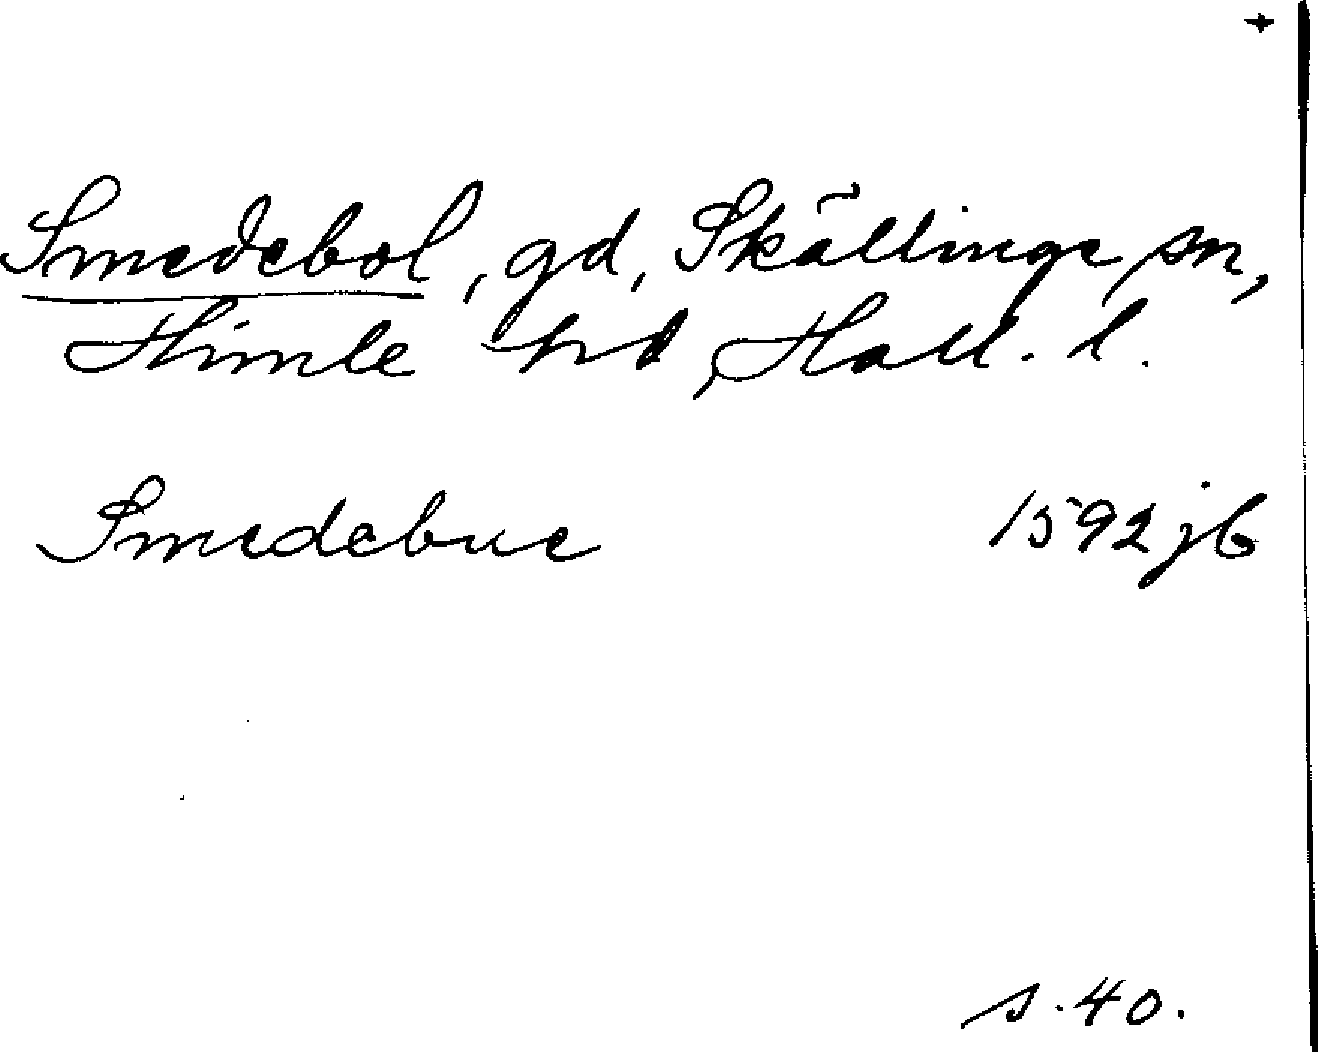 +
Smedebol, gd, Skällinge sn,
Himle hd, Hall. l.
Smedebue 1592 jb
s. 40.